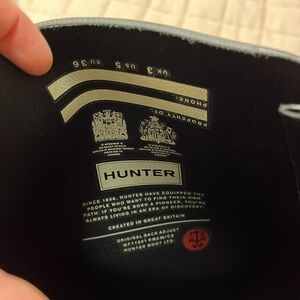 UK 3 US 5 EU 36
PHONE:
PROPERTY OF:
HUNTER
SINCE 1856, HUNTER HAVE EQUIPPED THE
PEOPLE WHO WANT TO FIND THEIR OWN
PATH. IF YOU'RE BORN A PIONEER, YOU'RE
ALWAYS LIVING IN AN ERA OF DISCOVERY.
CREATED IN GREAT BRITAIN
ORIGINAL BACK ADJUST
HUNTER BOOT LTD.